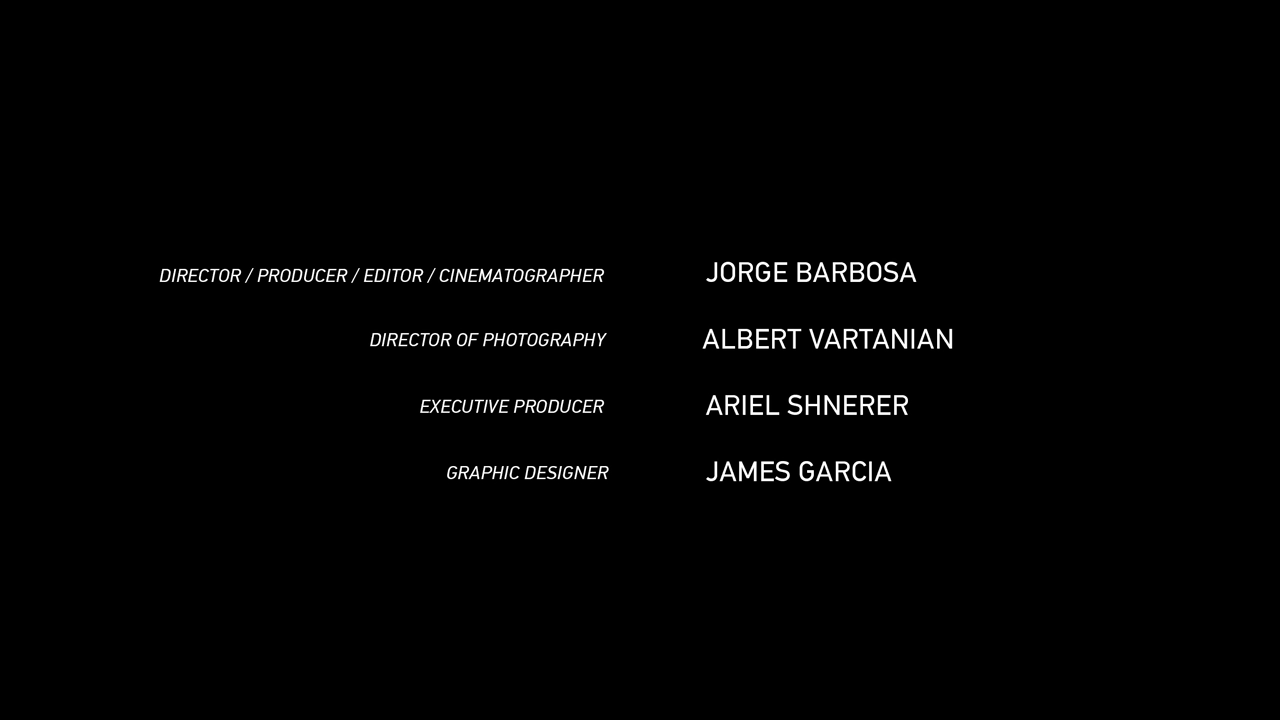 DIRECTOR / PRODUCER / EDITOR / CINEMATOGRAPHER JORGE BARBOSA
DIRECTOR OF PHOTOGRAPHY ALBERT VARTANIAN
EXECUTIVE PRODUCER ARIEL SHNERER
GRAPHIC DESIGNER JAMES GARCIA